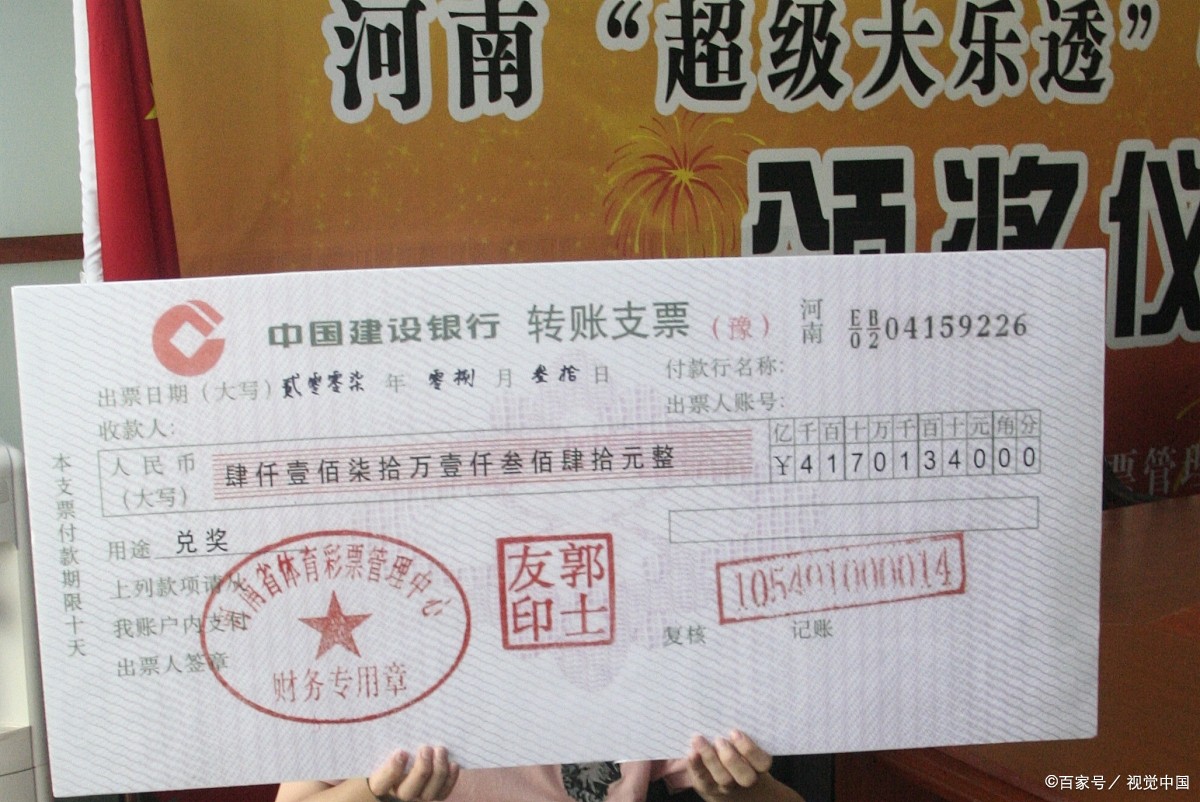 河南“超级大乐透”
颁奖仪
中国建设银行 转账支票(豫) 河南 EB/02 04159226
出票日期(大写)贰零零柒 年 零捌 月 叁拾 日 付款行名称:
收款人: 出票人账号:
人民币(大写) 肆仟壹佰柒拾万壹仟叁佰肆拾元整
亿千百十万千百十元角分
¥4170134000
用途 兑奖
上列款项请从
我账户内支付
出票人签章
河南省体育彩票管理中心
财务专用章
郭士友印
105491000014
复核 记账
本支票付款期限十天
票管理
©百家号/视觉中国